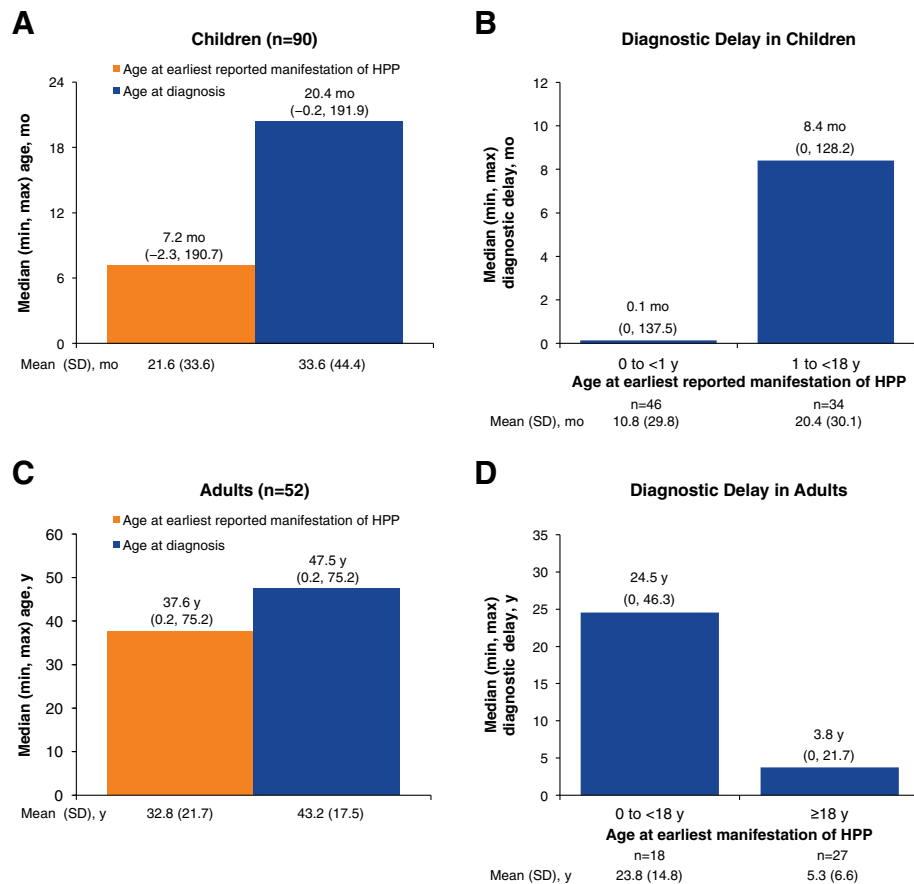 A
Children (n=90)
Age at earliest reported manifestation of HPP
Age at diagnosis
Median (min, max) age, mo
24
18
12
6
0
7.2 mo
(−2.3, 190.7)
20.4 mo
(−0.2, 191.9)
Mean (SD), mo 21.6 (33.6) 33.6 (44.4)
B
Diagnostic Delay in Children
Median (min, max)
diagnostic delay, mo
12
10
8
6
4
2
0
0.1 mo
(0, 137.5)
8.4 mo
(0, 128.2)
0 to <1 y 1 to <18 y
Age at earliest reported manifestation of HPP
n=46 n=34
Mean (SD), mo 10.8 (29.8) 20.4 (30.1)
C
Adults (n=52)
Age at earliest reported manifestation of HPP
Age at diagnosis
Median (min, max) age, y
60
50
40
30
20
10
0
37.6 y
(0.2, 75.2)
47.5 y
(0.2, 75.2)
Mean (SD), y 32.8 (21.7) 43.2 (17.5)
D
Diagnostic Delay in Adults
Median (min, max)
diagnostic delay, y
35
30
25
20
15
10
5
0
24.5 y
(0, 46.3)
3.8 y
(0, 21.7)
0 to <18 y ≥18 y
Age at earliest manifestation of HPP
n=18 n=27
Mean (SD), y 23.8 (14.8) 5.3 (6.6)